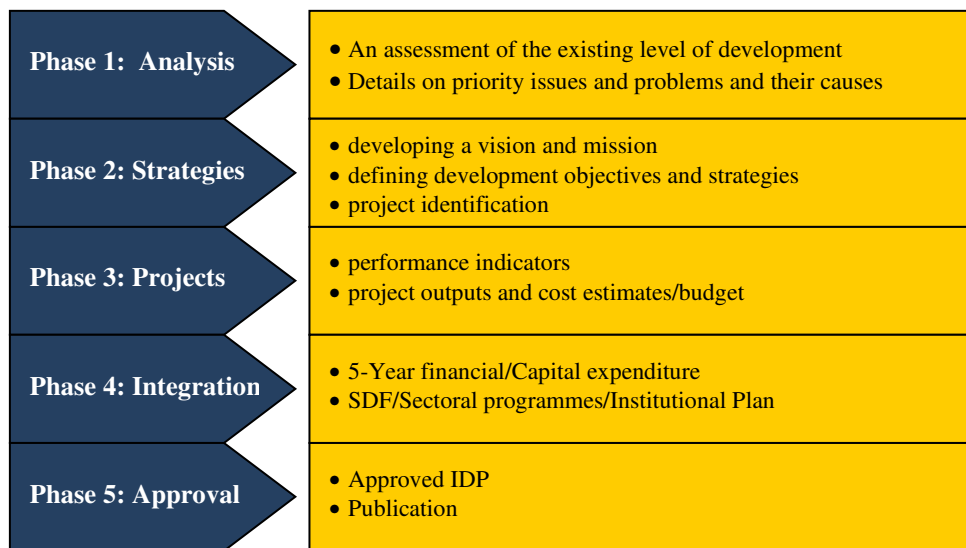 Phase 1: Analysis
• An assessment of the existing level of development
• Details on priority issues and problems and their causes
Phase 2: Strategies
• developing a vision and mission
• defining development objectives and strategies
• project identification
Phase 3: Projects
• performance indicators
• project outputs and cost estimates/budget
Phase 4: Integration
• 5-Year financial/Capital expenditure
• SDF/Sectoral programmes/Institutional Plan
Phase 5: Approval
• Approved IDP
• Publication